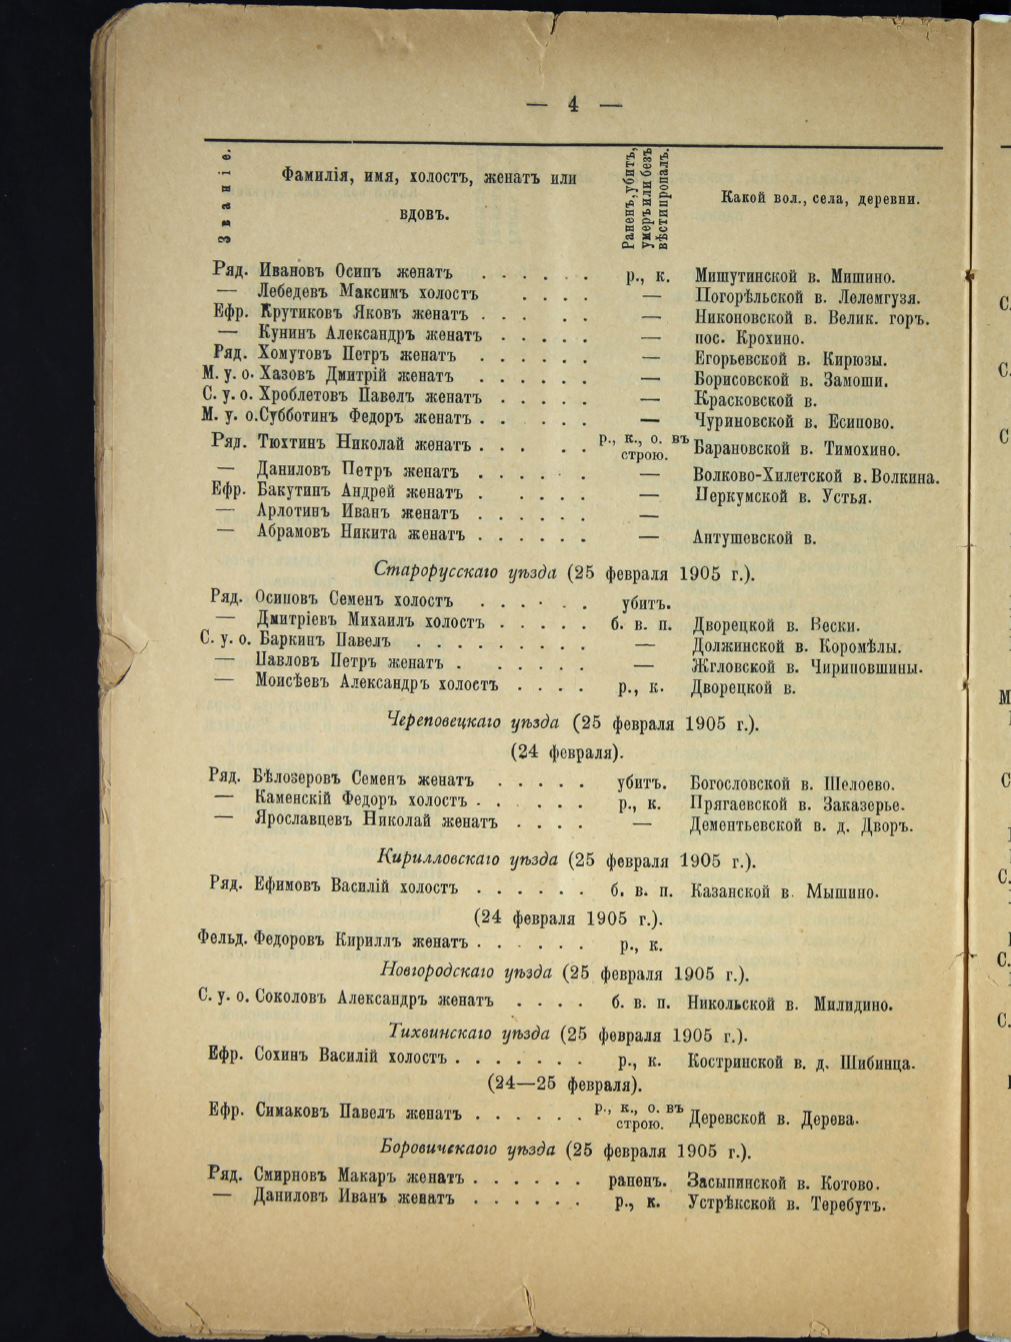 — 4 —
Званіе.
Фамилія, имя, холостъ, женатъ или
вдовъ.
Раненъ, убитъ,
умеръ или безъ
вѣсти пропалъ.
Какой вол., села, деревни.
Ряд. Ивановъ Осипъ женатъ . . . . . . р., к. Мишутинской в. Мишино.
— Лебедевъ Максимъ холостъ . . . . — Погорѣльской в. Лелемгузя.
Ефр. Крутиковъ Яковъ женатъ . . . . . — Никоновской в. Велик. горъ.
— Кунинъ Александръ женатъ . . . . . — пос. Крохино.
Ряд. Хомутовъ Петръ женатъ . . . . . . — Егорьевской в. Кирюзы.
М. у. о. Хазовъ Дмитрій женатъ . . . . . . — Борисовской в. Замоши.
С. у. о. Хроблетовъ Павелъ женатъ . . . . . — Красковской в.
М. у. о. Субботинъ Федоръ женатъ . . . . . — Чуриновской в. Есипово.
Ряд. Тюхтинъ Николай женатъ . . . . . р., к., о. въ строю. Барановской в. Тимохино.
— Даниловъ Петръ женатъ . . . . . . — Волково-Хилетской в. Волкина.
Ефр. Бакутинъ Андрей женатъ . . . . . — Перкумской в. Устья.
— Арлотинъ Иванъ женатъ . . . . . . —
— Абрамовъ Никита женатъ . . . . . . — Антушевской в.
Старорусскаго уѣзда (25 февраля 1905 г.).
Ряд. Осиповъ Семенъ холостъ . . . . . . убитъ.
— Дмитріевъ Михаилъ холостъ . . . . . б. в. п. Дворецкой в. Вески.
С. у. о. Баркинъ Павелъ . . . . . . . . . — Должинской в. Коромѣлы.
— Павловъ Петръ женатъ . . . . . . — Жгловской в. Чириповшины.
— Моисѣевъ Александръ холостъ . . . . р., к. Дворецкой в.
Череповецкаго уѣзда (25 февраля 1905 г.).
(24 февраля).
Ряд. Бѣлозеровъ Семенъ женатъ . . . . . убитъ. Богословской в. Шелоево.
— Каменскій Федоръ холостъ . . . . . . р., к. Прягаевской в. Заказерье.
— Ярославцевъ Николай женатъ . . . . — Дементьевской в. д. Дворъ.
Кирилловскаго уѣзда (25 февраля 1905 г.).
Ряд. Ефимовъ Василій холостъ . . . . . . б. в. п. Казанской в. Мышино.
(24 февраля 1905 г.).
Фельд. Федоровъ Кириллъ женатъ . . . . . . р., к.
Новгородскаго уѣзда (25 февраля 1905 г.).
С. у. о. Соколовъ Александръ женатъ . . . . б. в. п. Никольской в. Милидино.
Тихвинскаго уѣзда (25 февраля 1905 г.).
Ефр. Сохинъ Василій холостъ . . . . . . . р., к. Костринской в. д. Шибинца.
(24—25 февраля).
Ефр. Симаковъ Павелъ женатъ . . . . . . р., к., о. въ строю. Деревской в. Дерева.
Боровичскаого уѣзда (25 февраля 1905 г.).
Ряд. Смирновъ Макаръ женатъ . . . . . . раненъ. Засыпинской в. Котово.
— Даниловъ Иванъ женатъ . . . . . . р., к. Устрѣкской в. Теребутъ.